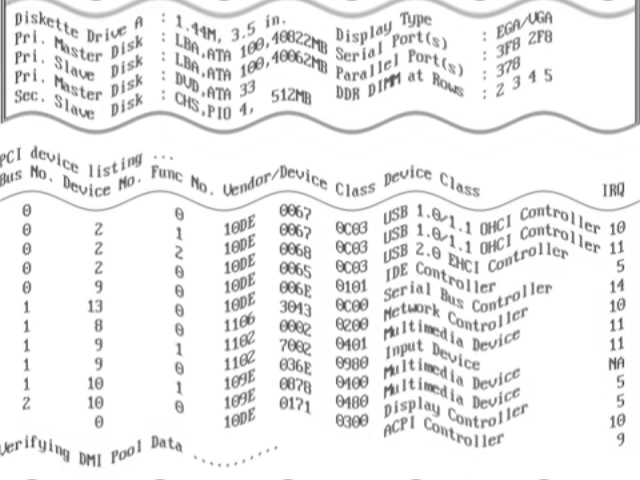 Diskette Drive A : 1.44M, 3.5 in. Display Type : EGA/VGA
Pri. Master Disk : LBA,ATA 100,40822MB Serial Port(s) : 3F8 2F8
Pri. Slave Disk : LBA,ATA 100,40062MB Parallel Port(s) : 378
Pri. Master Disk : DVD,ATA 33 DDR DIMM at Rows : 2 3 4 5
Sec. Slave Disk : CHS,PIO 4, 512MB
PCI device listing ...
Bus No. Device No. Func No. Vendor/Device Class Device Class IRQ
0 2 0 10DE 0067 0C03 USB 1.0/1.1 OHCI Controller 10
0 2 1 10DE 0067 0C03 USB 1.0/1.1 OHCI Controller 11
0 2 2 10DE 0068 0C03 USB 2.0 EHCI Controller 5
0 9 0 10DE 0065 0101 IDE Controller 14
0 13 0 10DE 006E 0C00 Serial Bus Controller 10
1 8 0 1106 3043 0200 Network Controller 11
1 9 0 1102 0002 0401 Multimedia Device 11
1 9 1 1102 7002 0980 Input Device NA
1 10 0 109E 036E 0400 Multimedia Device 5
1 10 1 109E 0878 0480 Multimedia Device 5
2 0 0 10DE 0171 0300 Display Controller 10
ACPI Controller 9
Verifying DMI Pool Data ...........